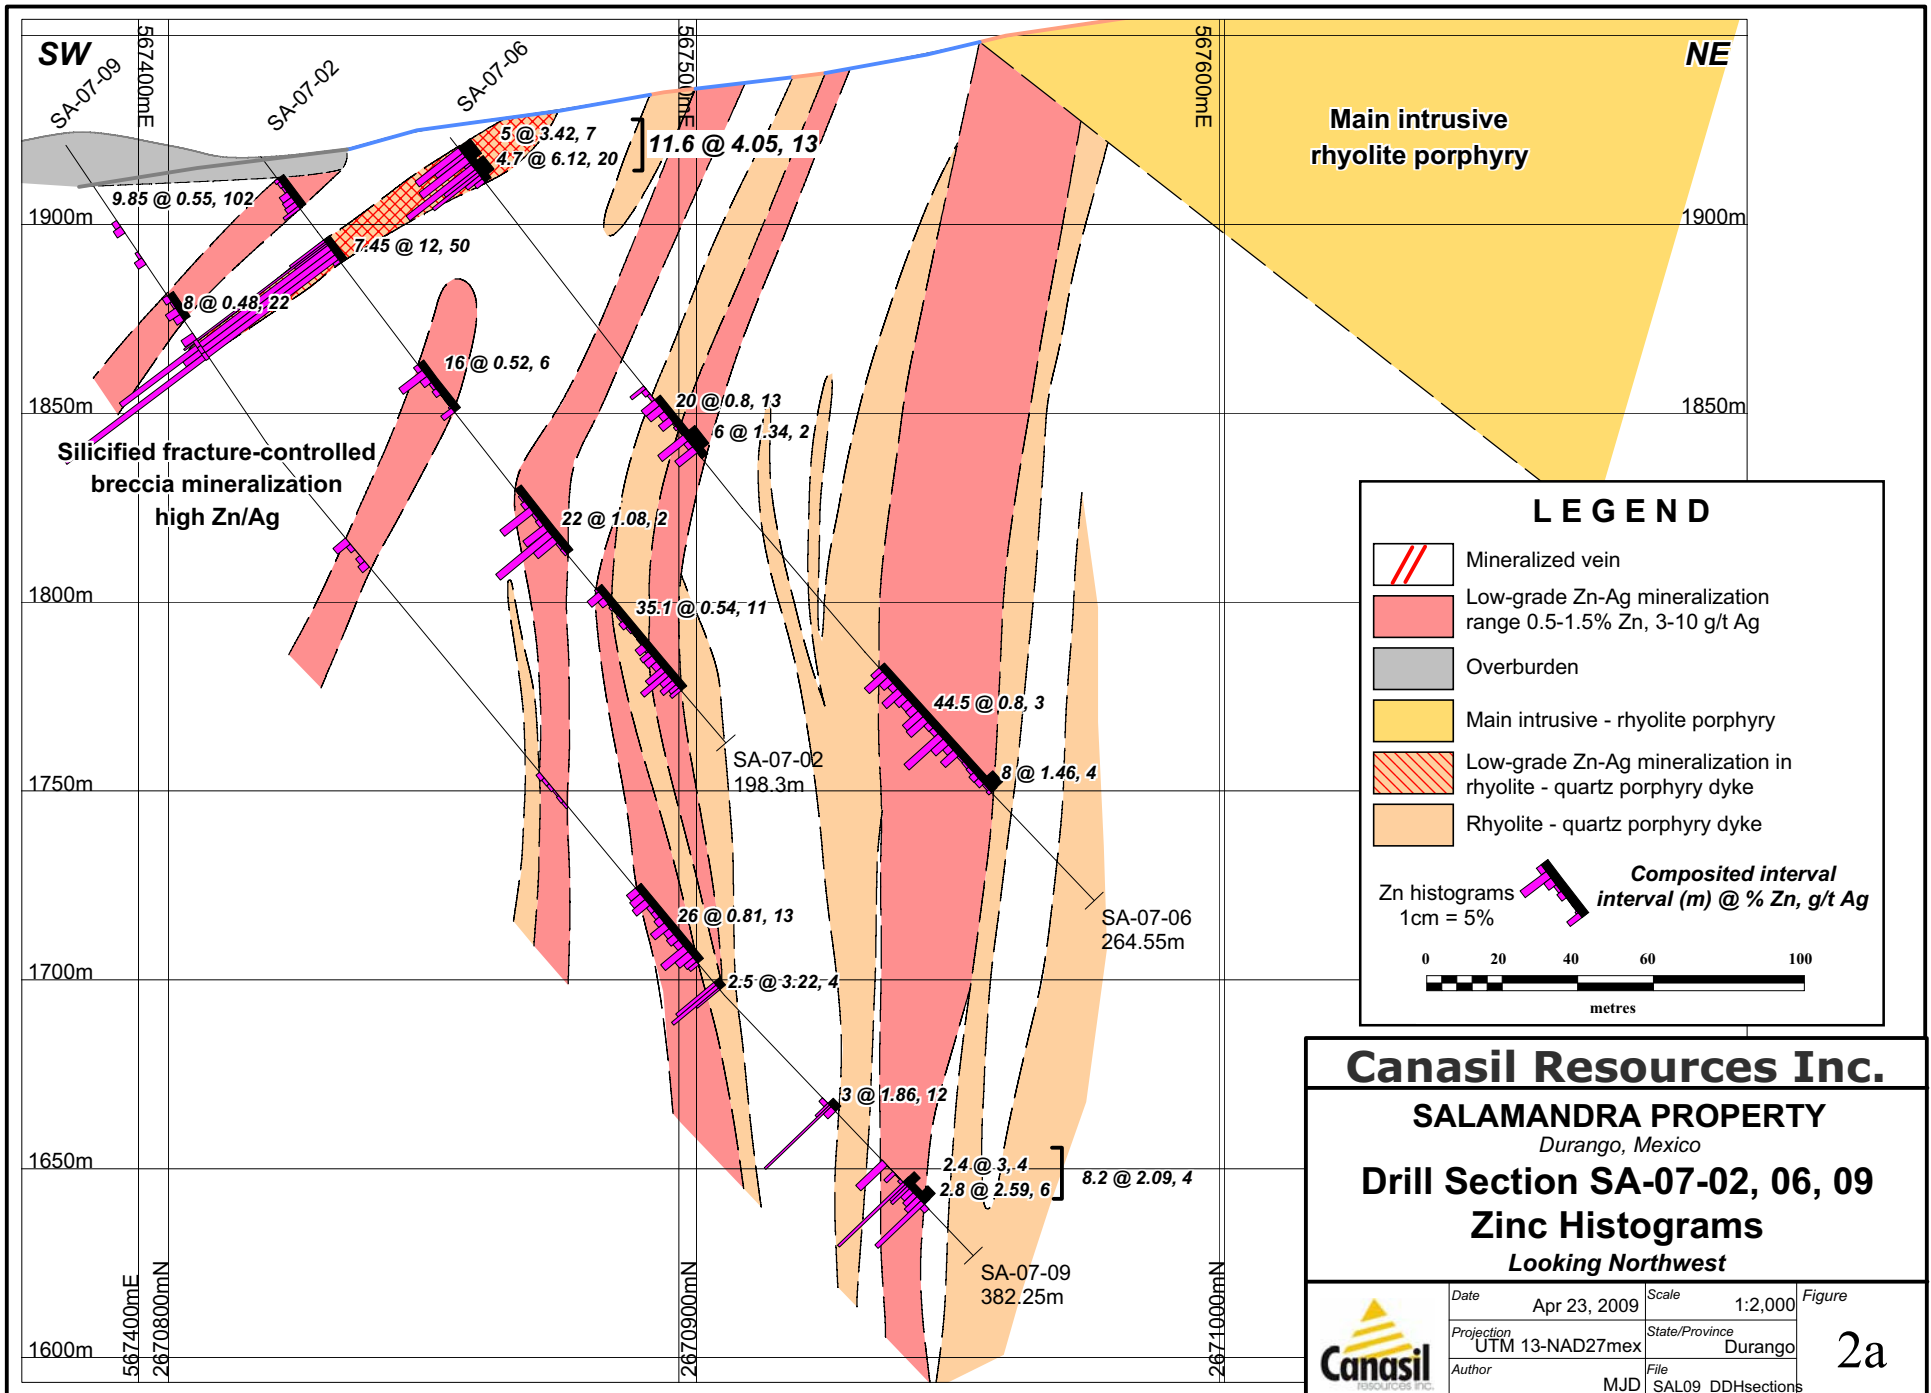 SW
NE
SA-07-09
567400mE
SA-07-02
SA-07-06
567500mE
567600mE
Main intrusive
rhyolite porphyry
5 @ 3.42, 7
4.7 @ 6.12, 20
11.6 @ 4.05, 13
9.85 @ 0.55, 102
1900m
1900m
7.45 @ 12, 50
8 @ 0.48, 22
16 @ 0.52, 6
1850m
1850m
20 @ 0.8, 13
6 @ 1.34, 2
Silicified fracture-controlled
breccia mineralization
high Zn/Ag
22 @ 1.08, 2
1800m
35.1 @ 0.54, 11
44.5 @ 0.8, 3
8 @ 1.46, 4
SA-07-02
198.3m
1750m
26 @ 0.81, 13
SA-07-06
264.55m
1700m
2.5 @ 3.22, 4
3 @ 1.86, 12
1650m
2.4 @ 3, 4
2.8 @ 2.59, 6
8.2 @ 2.09, 4
SA-07-09
382.25m
1600m
567400mE
2670800mN
2670900mN
2671000mN
LEGEND
Mineralized vein
Low-grade Zn-Ag mineralization
range 0.5-1.5% Zn, 3-10 g/t Ag
Overburden
Main intrusive - rhyolite porphyry
Low-grade Zn-Ag mineralization in
rhyolite - quartz porphyry dyke
Rhyolite - quartz porphyry dyke
Zn histograms
1cm = 5%
Composited interval
interval (m) @ % Zn, g/t Ag
0 20 40 60 100
metres
Canasil Resources Inc.
SALAMANDRA PROPERTY
Durango, Mexico
Drill Section SA-07-02, 06, 09
Zinc Histograms
Looking Northwest
Canasil
resources inc.
Date
Apr 23, 2009
Scale
1:2,000
Figure
2a
Projection
UTM 13-NAD27mex
State/Province
Durango
Author
MJD
File
SAL09_DDHsections